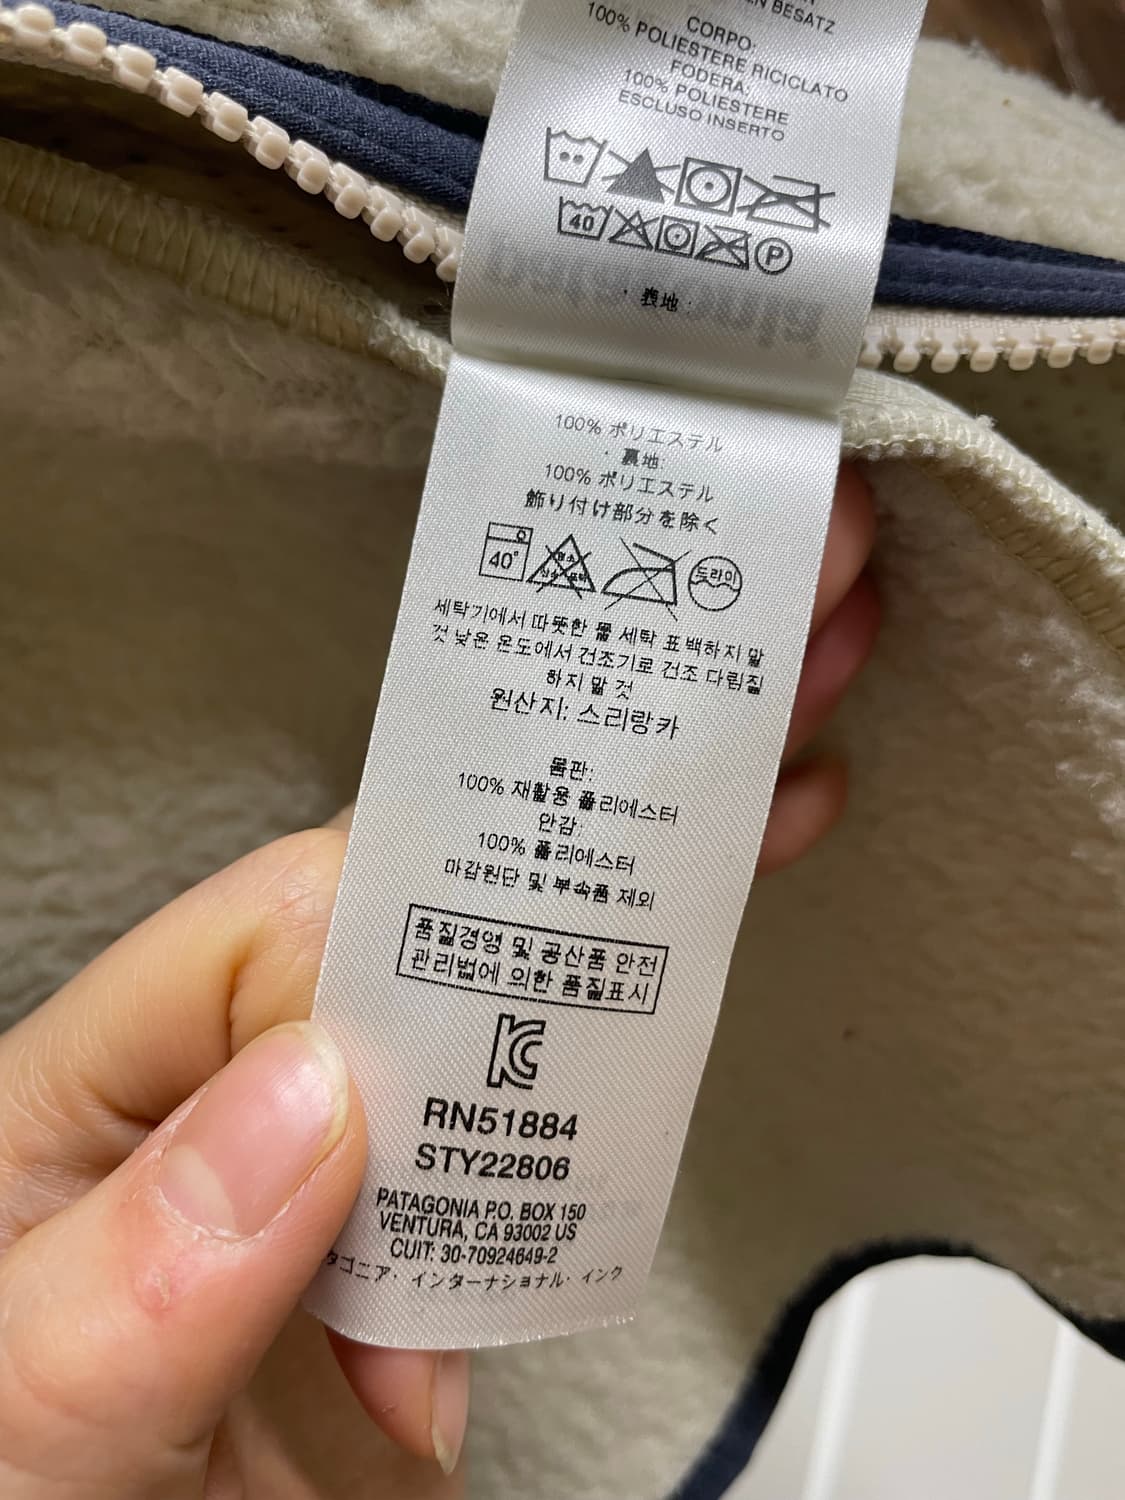 EN BESATZ
CORPO:
100% POLIESTERE RICICLATO
FODERA:
100% POLIESTERE
ESCLUSO INSERTO
40 P
· 表地 ·
100% ポリエステル
· 裏地:
100% ポリエステル
飾り付け部分を除く
40° 드라이
세탁기에서 따뜻한 물 세탁 표백하지 말
것 낮은 온도에서 건조기로 건조 다림질
하지 말 것
원산지: 스리랑카
몸판:
100% 재활용 폴리에스터
안감:
100% 폴리에스터
마감원단 및 부속품 제외
품질경영 및 공산품 안전
관리법에 의한 품질표시
KC
RN51884
STY22806
PATAGONIA P.O. BOX 150
VENTURA, CA 93002 US
CUIT: 30-70924649-2
タゴニア· インターナショナル· インク